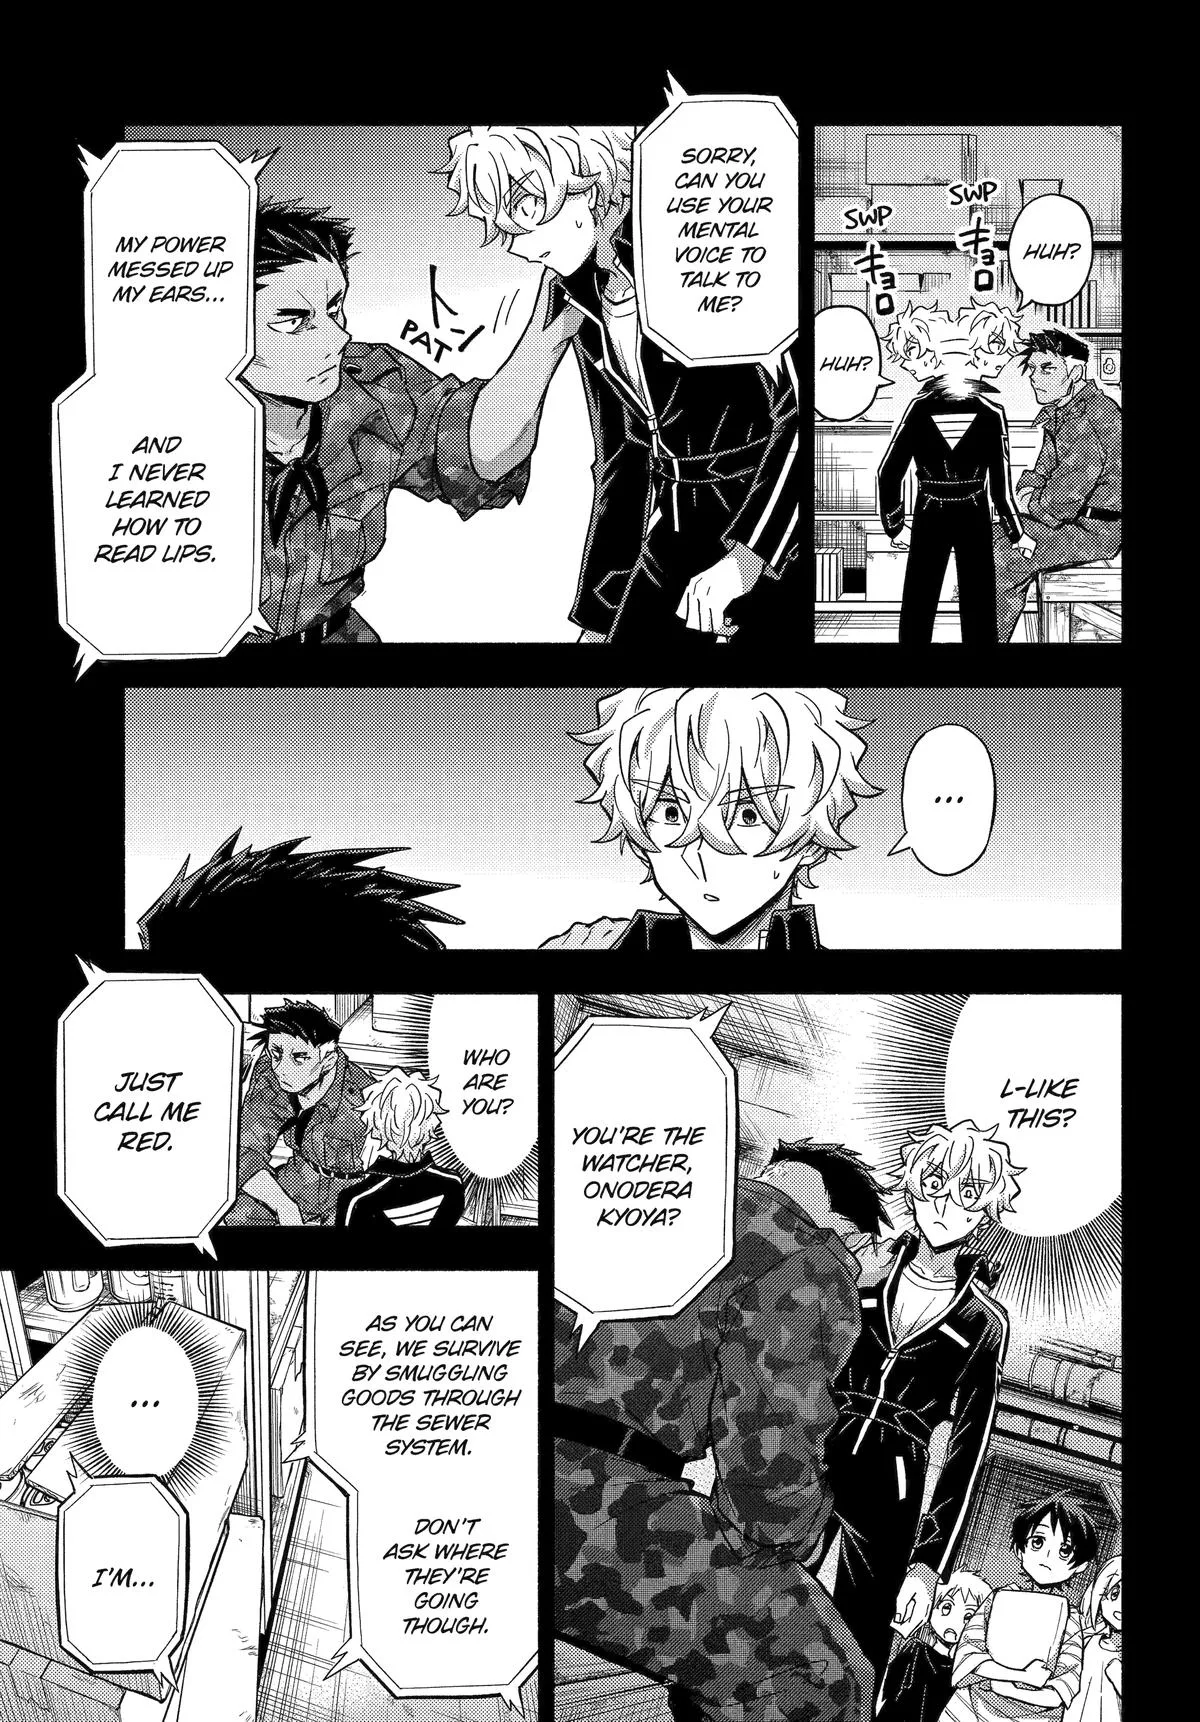 HUH?
SWP
キョロ
SWP
キョロ
HUH?
SORRY,
CAN YOU
USE YOUR
MENTAL
VOICE TO
TALK TO
ME?
PAT
MY POWER
MESSED UP
MY EARS...
AND
I NEVER
LEARNED
HOW TO
READ LIPS.
...
L-LIKE
THIS?
YOU'RE THE
WATCHER,
ONODERA
KYOYA?
WHO
ARE
YOU?
JUST
CALL ME
RED.
AS YOU CAN
SEE, WE SURVIVE
BY SMUGGLING
GOODS THROUGH
THE SEWER
SYSTEM.
DON'T
ASK WHERE
THEY'RE
GOING
THOUGH.
...
I'M...